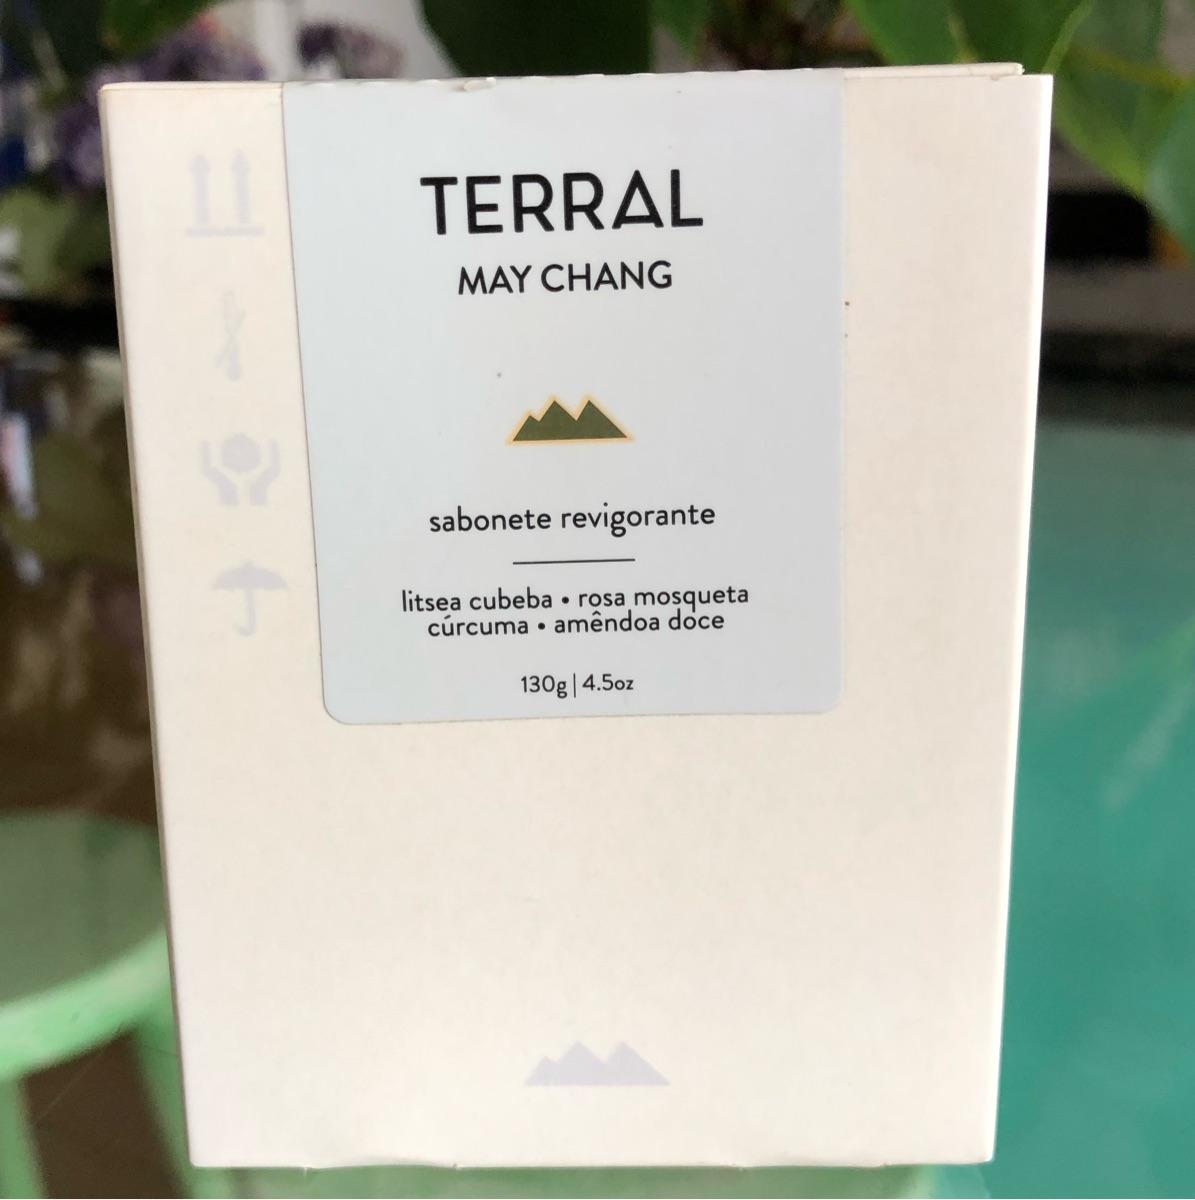 TERRAL
MAY CHANG
sabonete revigorante
litsea cubeba • rosa mosqueta
cúrcuma • amêndoa doce
130g | 4.5oz